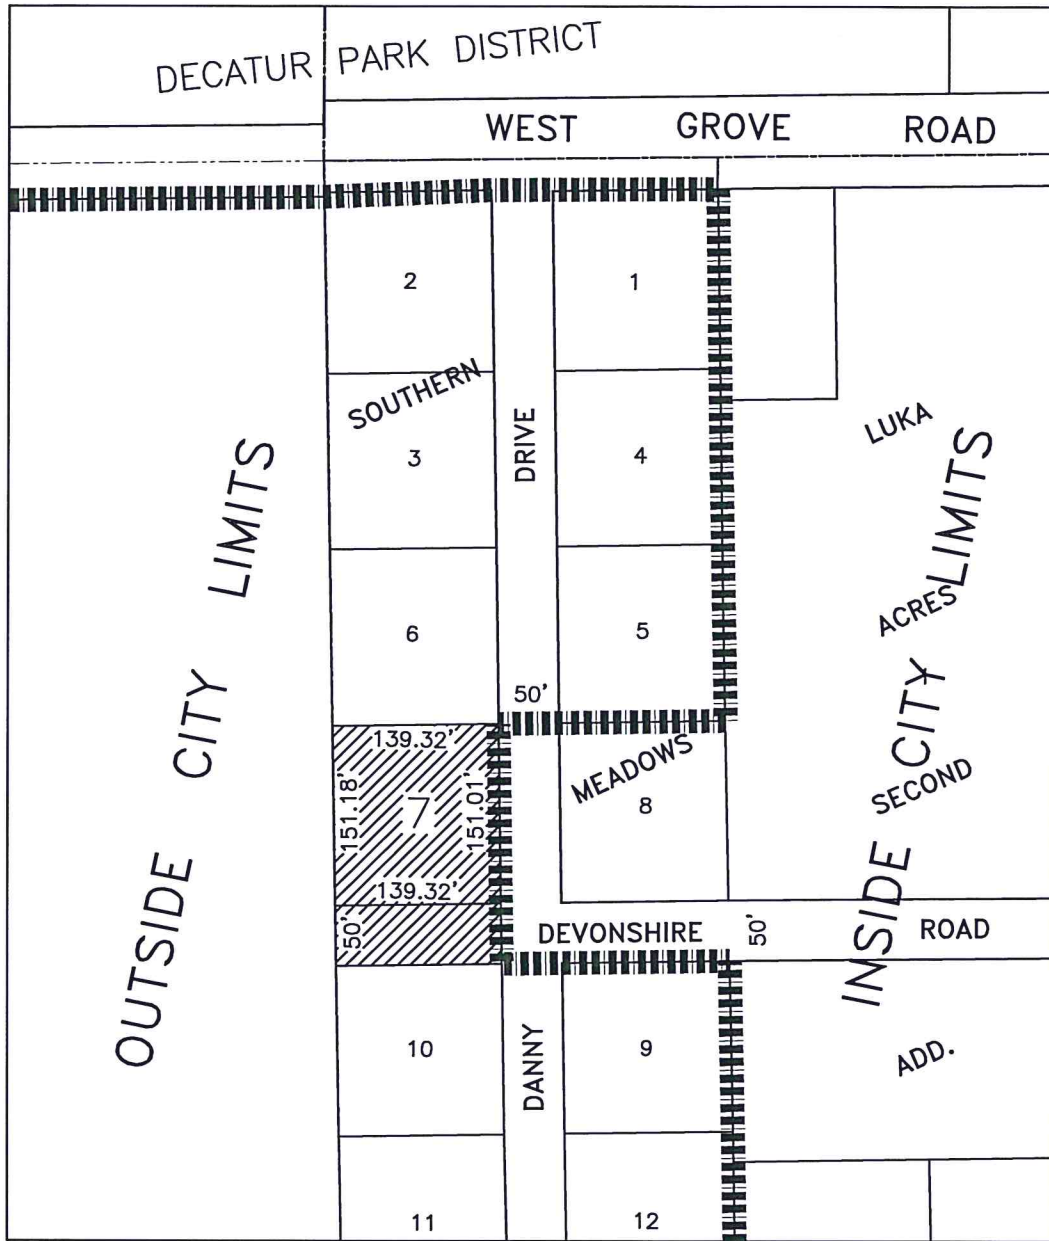 DECATUR PARK DISTRICT
WEST GROVE ROAD
2
1
SOUTHERN
3
DRIVE
4
LUKA
OUTSIDE CITY LIMITS
INSIDE CITY LIMITS
ACRES
6
5
50'
139.32'
MEADOWS
SECOND
151.18'
7
151.01'
8
139.32'
50'
DEVONSHIRE
50'
ROAD
10
DANNY
9
ADD.
11
12